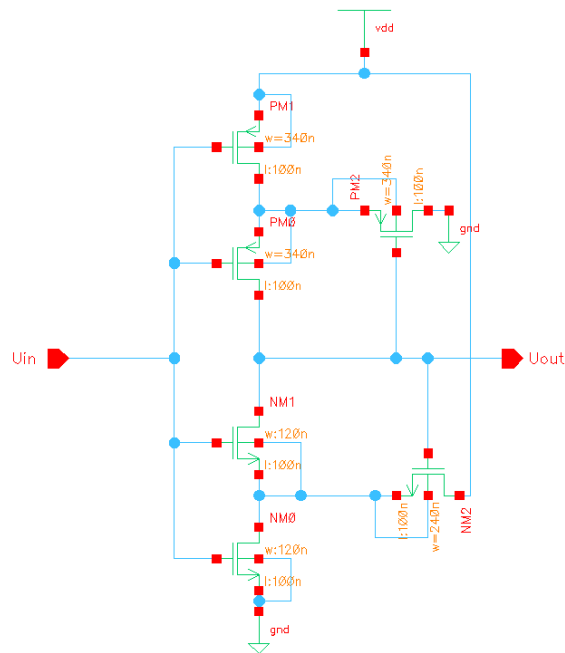 vdd
PM1
w=340n
l:100n
PM2
w=340n
l:100n
gnd
PM0
w=340n
l:100n
Uin
Uout
NM1
w:120n
l:100n
l:100n
w=240n
NM2
NM0
w:120n
l:100n
gnd